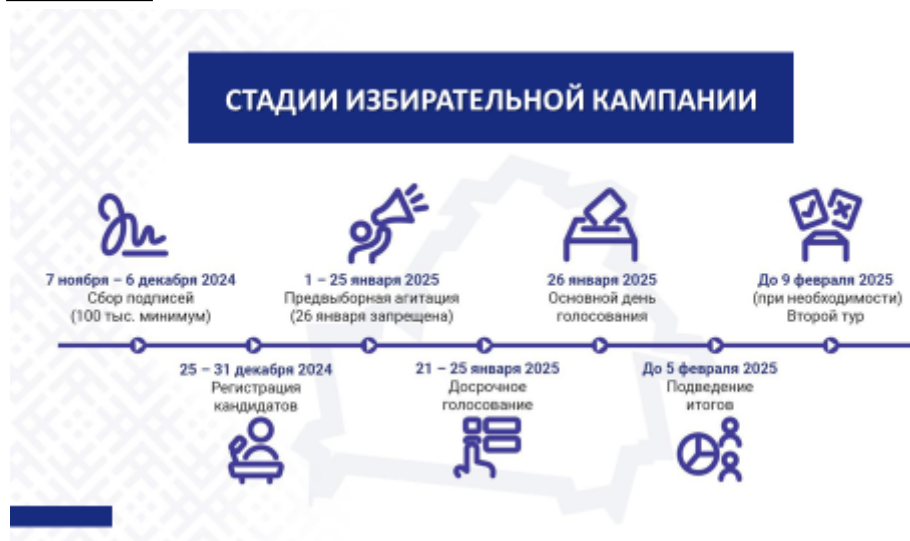 СТАДИИ ИЗБИРАТЕЛЬНОЙ КАМПАНИИ
7 ноября – 6 декабря 2024
Сбор подписей
(100 тыс. минимум)
1 – 25 января 2025
Предвыборная агитация
(26 января запрещена)
26 января 2025
Основной день
голосования
До 9 февраля 2025
(при необходимости)
Второй тур
25 – 31 декабря 2024
Регистрация
кандидатов
21 – 25 января 2025
Досрочное
голосование
До 5 февраля 2025
Подведение
итогов